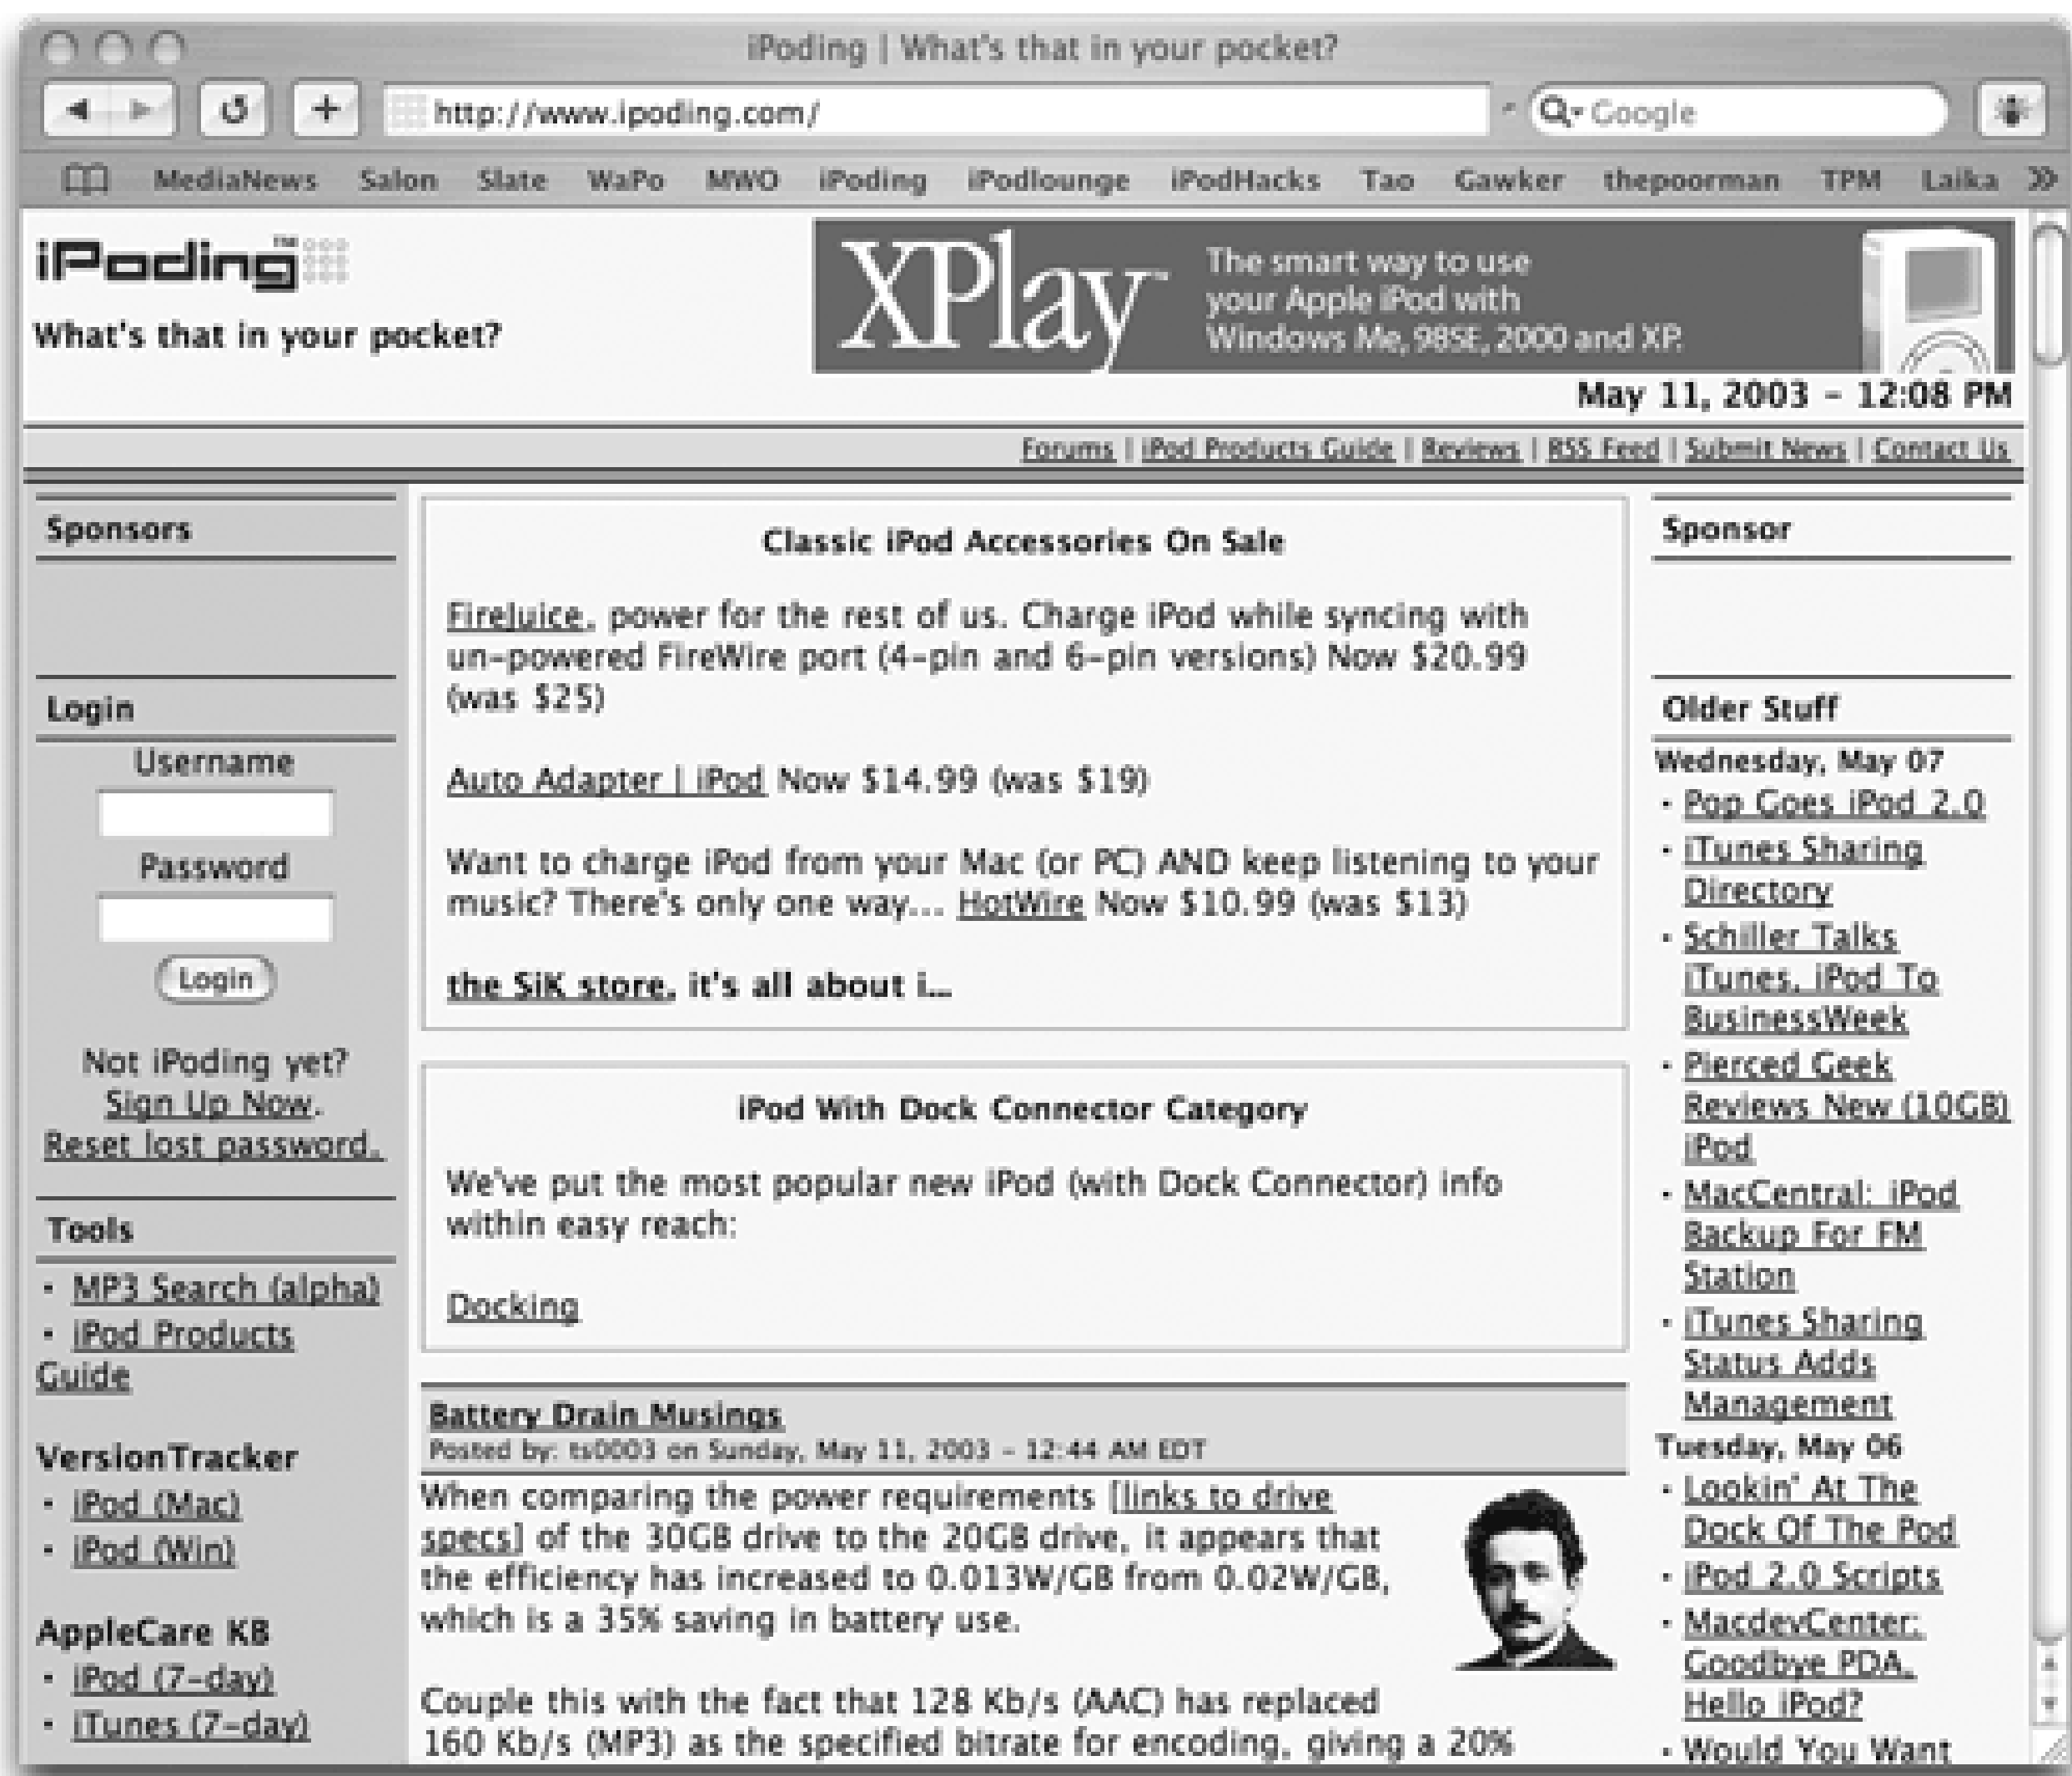 iPoding | What's that in your pocket?
http://www.ipoding.com/
Google
MediaNews Salon Slate WaPo MWO iPoding iPodlounge iPodHacks Tao Gawker thepoorman TPM Laika »
iPoding™
What's that in your pocket?
XPlay™
The smart way to use
your Apple iPod with
Windows Me, 98SE, 2000 and XP.
May 11, 2003 - 12:08 PM
Forums | iPod Products Guide | Reviews | RSS Feed | Submit News | Contact Us
Sponsors
Login
Username
Password
Login
Not iPoding yet?
Sign Up Now.
Reset lost password.
Tools
· MP3 Search (alpha)
· iPod Products
Guide
VersionTracker
· iPod (Mac)
· iPod (Win)
AppleCare KB
· iPod (7-day)
· iTunes (7-day)
Classic iPod Accessories On Sale
FireJuice, power for the rest of us. Charge iPod while syncing with
un-powered FireWire port (4-pin and 6-pin versions) Now $20.99
(was $25)
Auto Adapter | iPod Now $14.99 (was $19)
Want to charge iPod from your Mac (or PC) AND keep listening to your
music? There's only one way... HotWire Now $10.99 (was $13)
the SiK store, it's all about i...
iPod With Dock Connector Category
We've put the most popular new iPod (with Dock Connector) info
within easy reach:
Docking
Battery Drain Musings
Posted by: ts0003 on Sunday, May 11, 2003 - 12:44 AM EDT
When comparing the power requirements [links to drive
specs] of the 30GB drive to the 20GB drive, it appears that
the efficiency has increased to 0.013W/GB from 0.02W/GB,
which is a 35% saving in battery use.
Couple this with the fact that 128 Kb/s (AAC) has replaced
160 Kb/s (MP3) as the specified bitrate for encoding, giving a 20%
Sponsor
Older Stuff
Wednesday, May 07
· Pop Goes iPod 2.0
· iTunes Sharing
Directory
· Schiller Talks
iTunes, iPod To
BusinessWeek
· Pierced Geek
Reviews New (10GB)
iPod
· MacCentral: iPod
Backup For FM
Station
· iTunes Sharing
Status Adds
Management
Tuesday, May 06
· Lookin' At The
Dock Of The Pod
· iPod 2.0 Scripts
· MacdevCenter:
Goodbye PDA,
Hello iPod?
· Would You Want